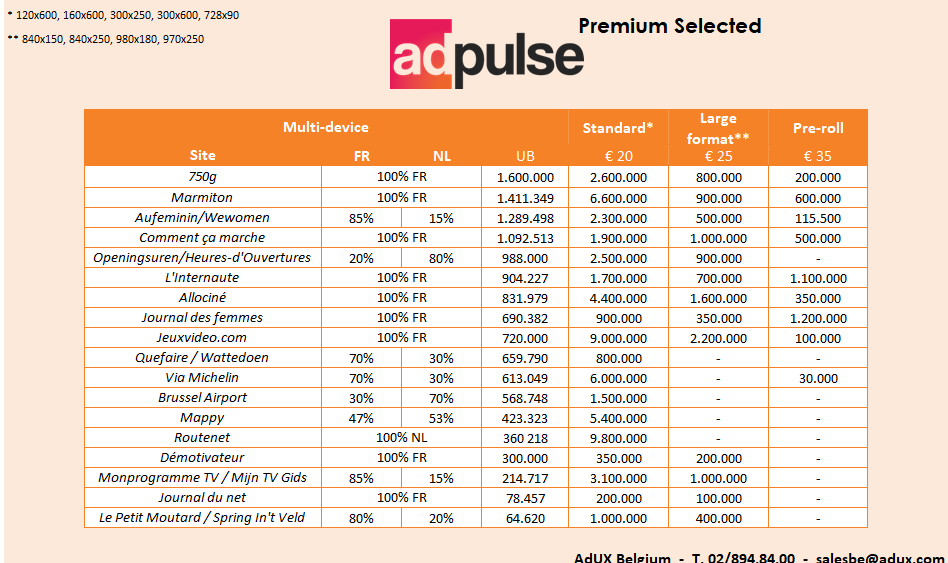 * 120x600, 160x600, 300x250, 300x600, 728x90
** 840x150, 840x250, 980x180, 970x250
Premium Selected
adpulse
Multi-device Standard* Large format** Pre-roll
Site FR NL UB € 20 € 25 € 35
750g 100% FR 1.600.000 2.600.000 800.000 200.000
Marmiton 100% FR 1.411.349 6.600.000 900.000 600.000
Aufeminin/Wewomen 85% 15% 1.289.498 2.300.000 500.000 115.500
Comment ça marche 100% FR 1.092.513 1.900.000 1.000.000 500.000
Openingsuren/Heures-d'Ouvertures 20% 80% 988.000 2.500.000 900.000 -
L'Internaute 100% FR 904.227 1.700.000 700.000 1.100.000
Allociné 100% FR 831.979 4.400.000 1.600.000 350.000
Journal des femmes 100% FR 690.382 900.000 350.000 1.200.000
Jeuxvideo.com 100% FR 720.000 9.000.000 2.200.000 100.000
Quefaire / Wattedoen 70% 30% 659.790 800.000 - -
Via Michelin 70% 30% 613.049 6.000.000 - 30.000
Brussel Airport 30% 70% 568.748 1.500.000 - -
Mappy 47% 53% 423.323 5.400.000 - -
Routenet 100% NL 360 218 9.800.000 - -
Démotivateur 100% FR 300.000 350.000 200.000 -
Monprogramme TV / Mijn TV Gids 85% 15% 214.717 3.100.000 1.000.000 -
Journal du net 100% FR 78.457 200.000 100.000 -
Le Petit Moutard / Spring In't Veld 80% 20% 64.620 1.000.000 400.000 -
AdUX Belgium - T. 02/894.84.00 - salesbe@adux.com